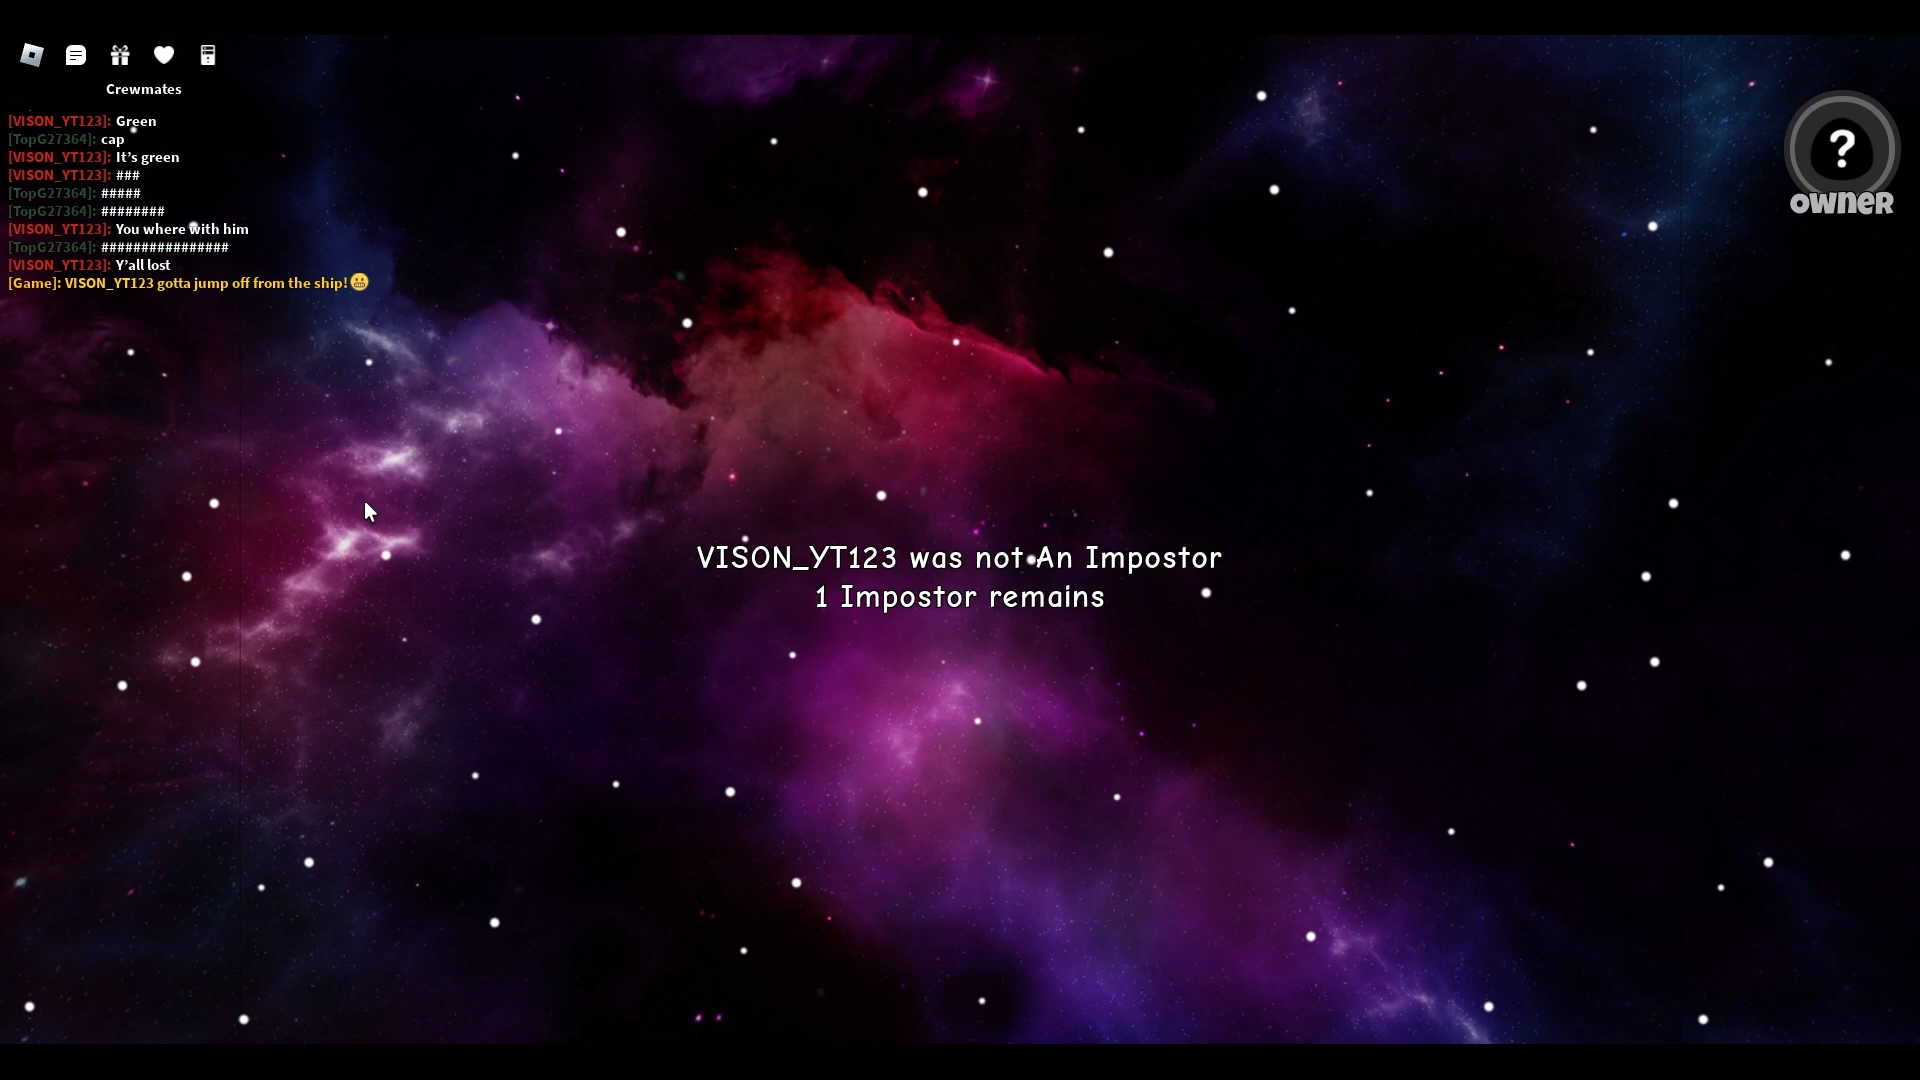 Crewmates
[VISON_YT123]: Green
[TopG27364]: cap
[VISON_YT123]: It's green
[VISON_YT123]: ###
[TopG27364]: #####
[TopG27364]: ########
[VISON_YT123]: You where with him
[TopG27364]: ################
[VISON_YT123]: Y'all lost
[Game]: VISON_YT123 gotta jump off from the ship!😬
?
OWNER
VISON_YT123 was not An Impostor
1 Impostor remains